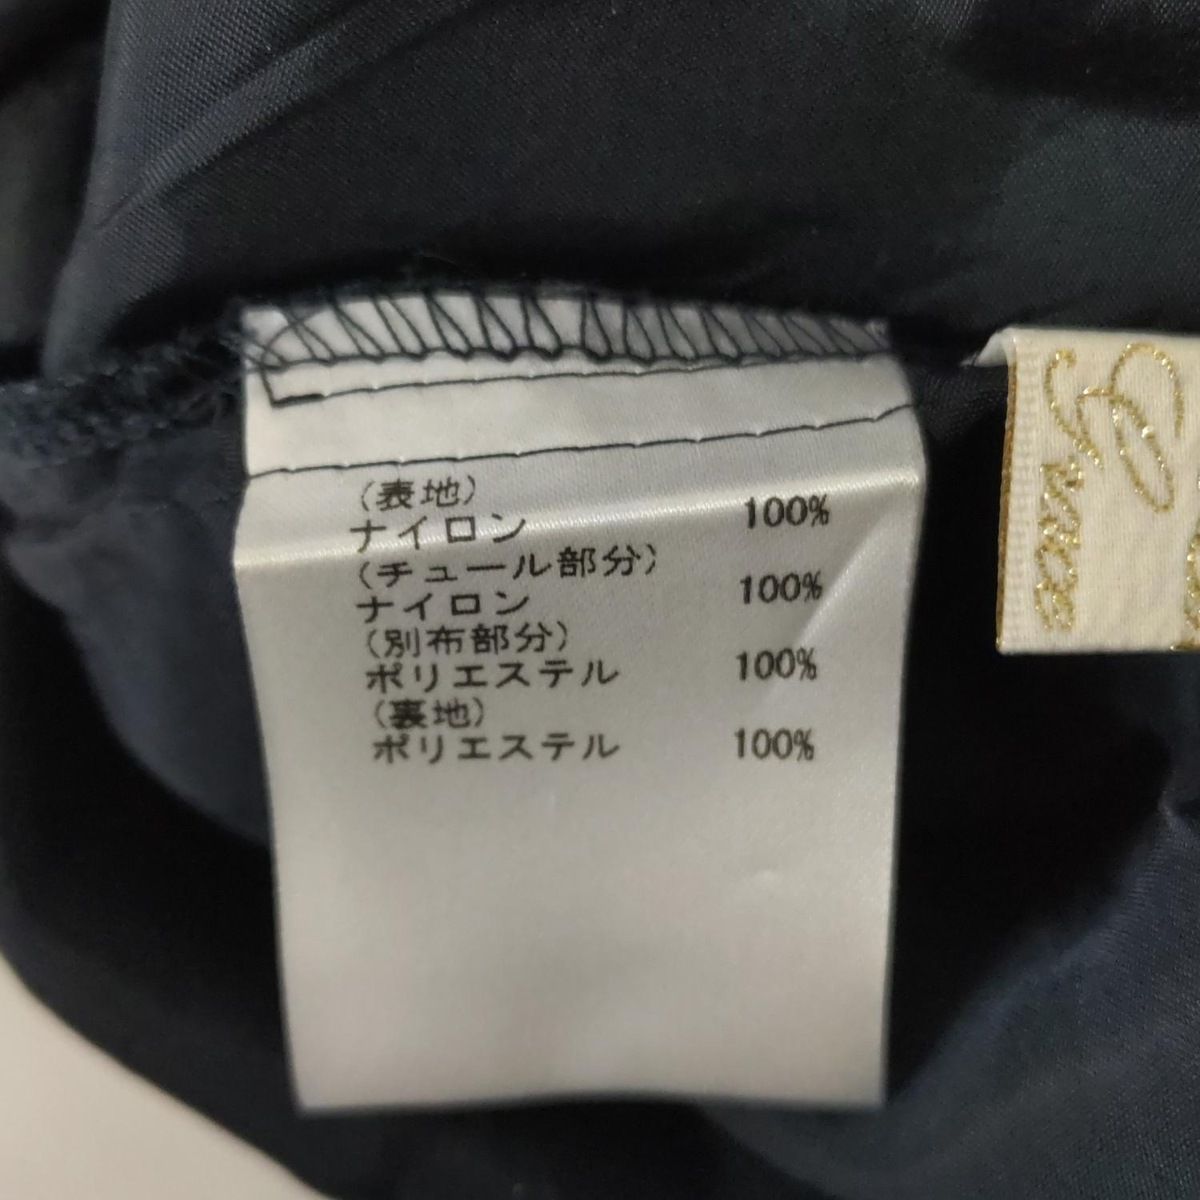 (表地)
ナイロン 100%
(チュール部分)
ナイロン 100%
(別布部分)
ポリエステル 100%
(裏地)
ポリエステル 100%